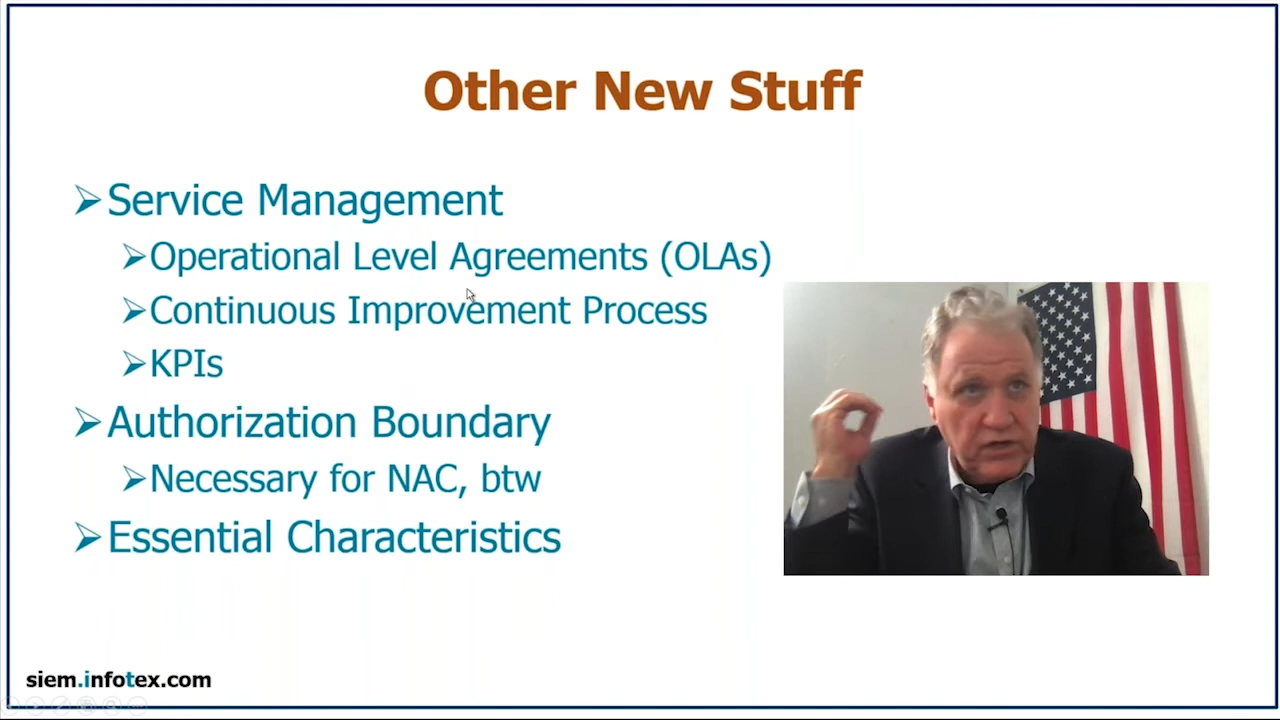 Other New Stuff
Service Management
Operational Level Agreements (OLAs)
Continuous Improvement Process
KPIs
Authorization Boundary
Necessary for NAC, btw
Essential Characteristics
siem.infotex.com